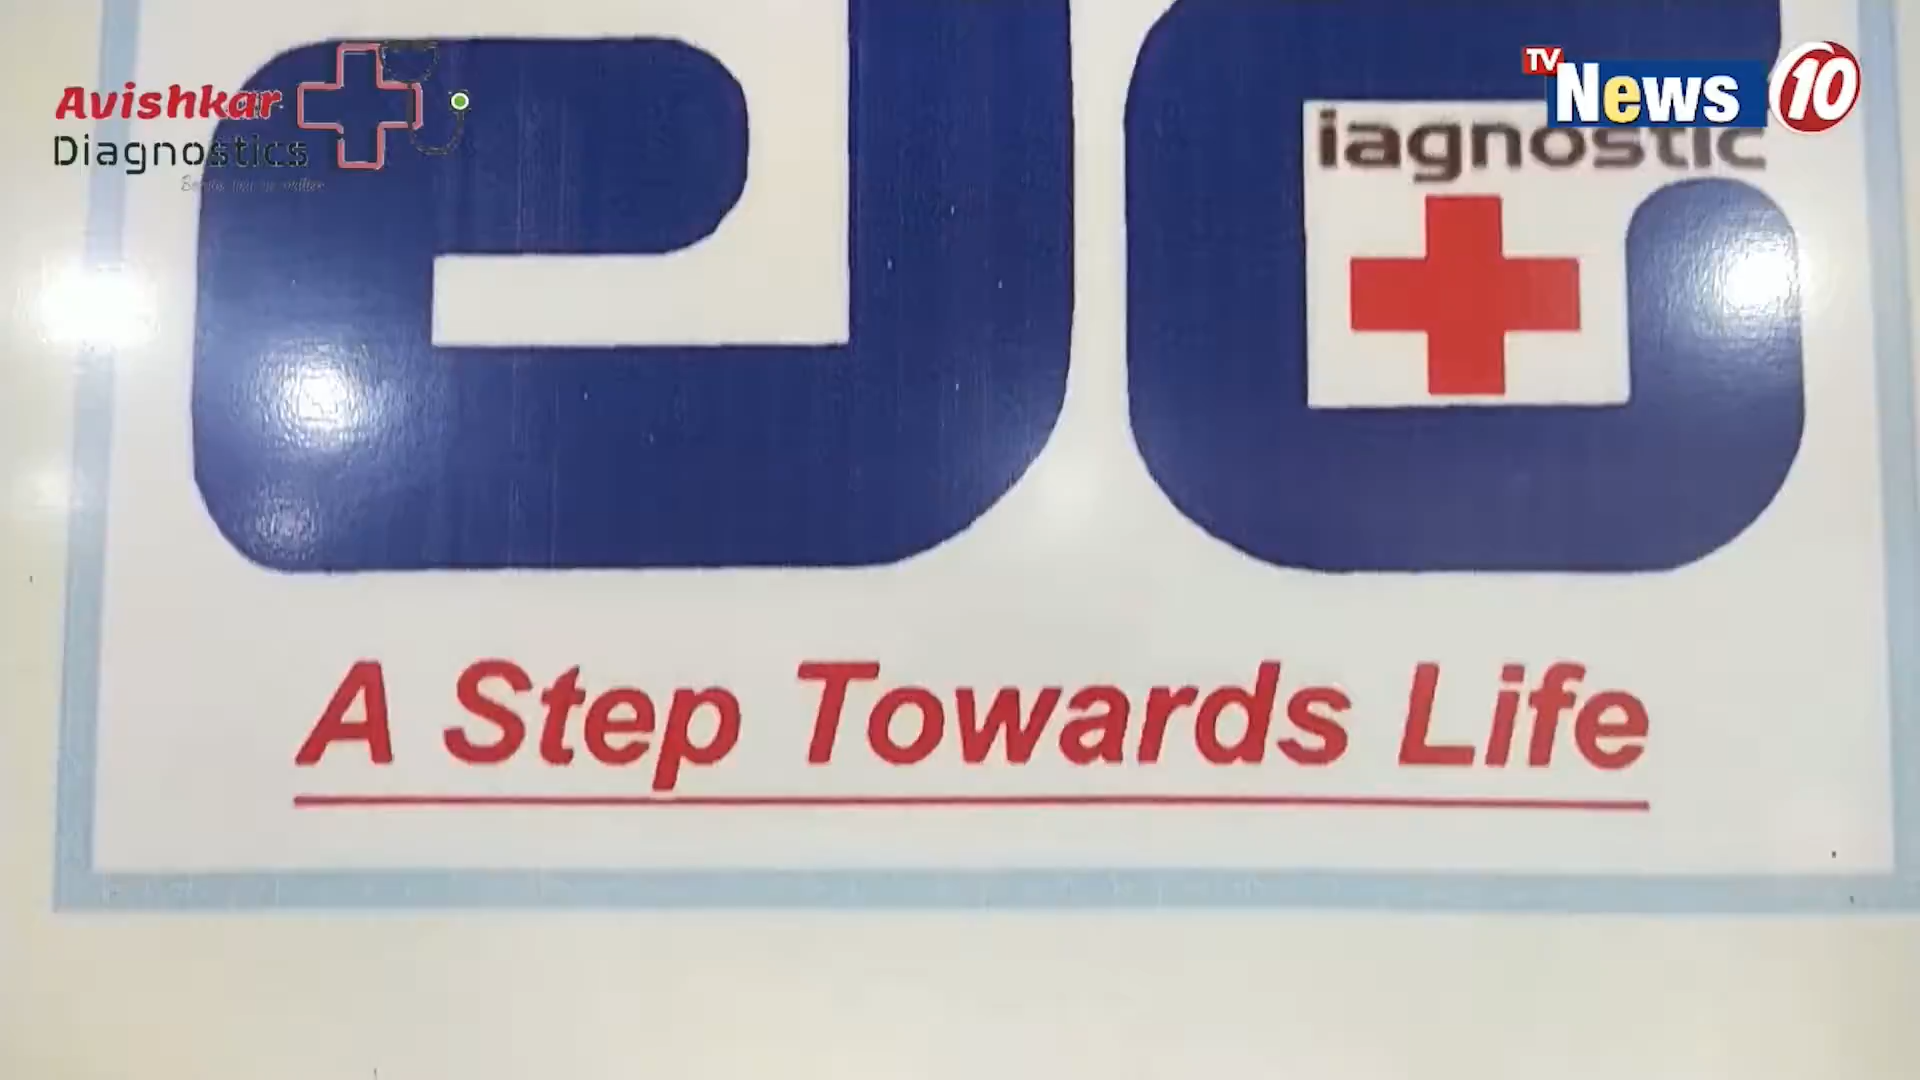 Avishkar
Diagnostics
TV News 10
iagnostic
A Step Towards Life